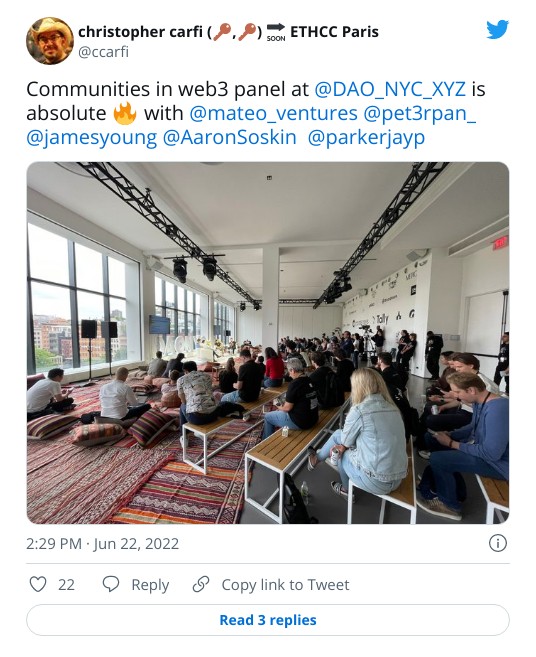 christopher carfi (🔑,🔑) 🔜 ETHCC Paris
@ccarfi
Communities in web3 panel at @DAO_NYC_XYZ is
absolute 🔥 with @mateo_ventures @pet3rpan_
@jamesyoung @AaronSoskin @parkerjayp
Tally
2:29 PM · Jun 22, 2022
22 Reply Copy link to Tweet
Read 3 replies